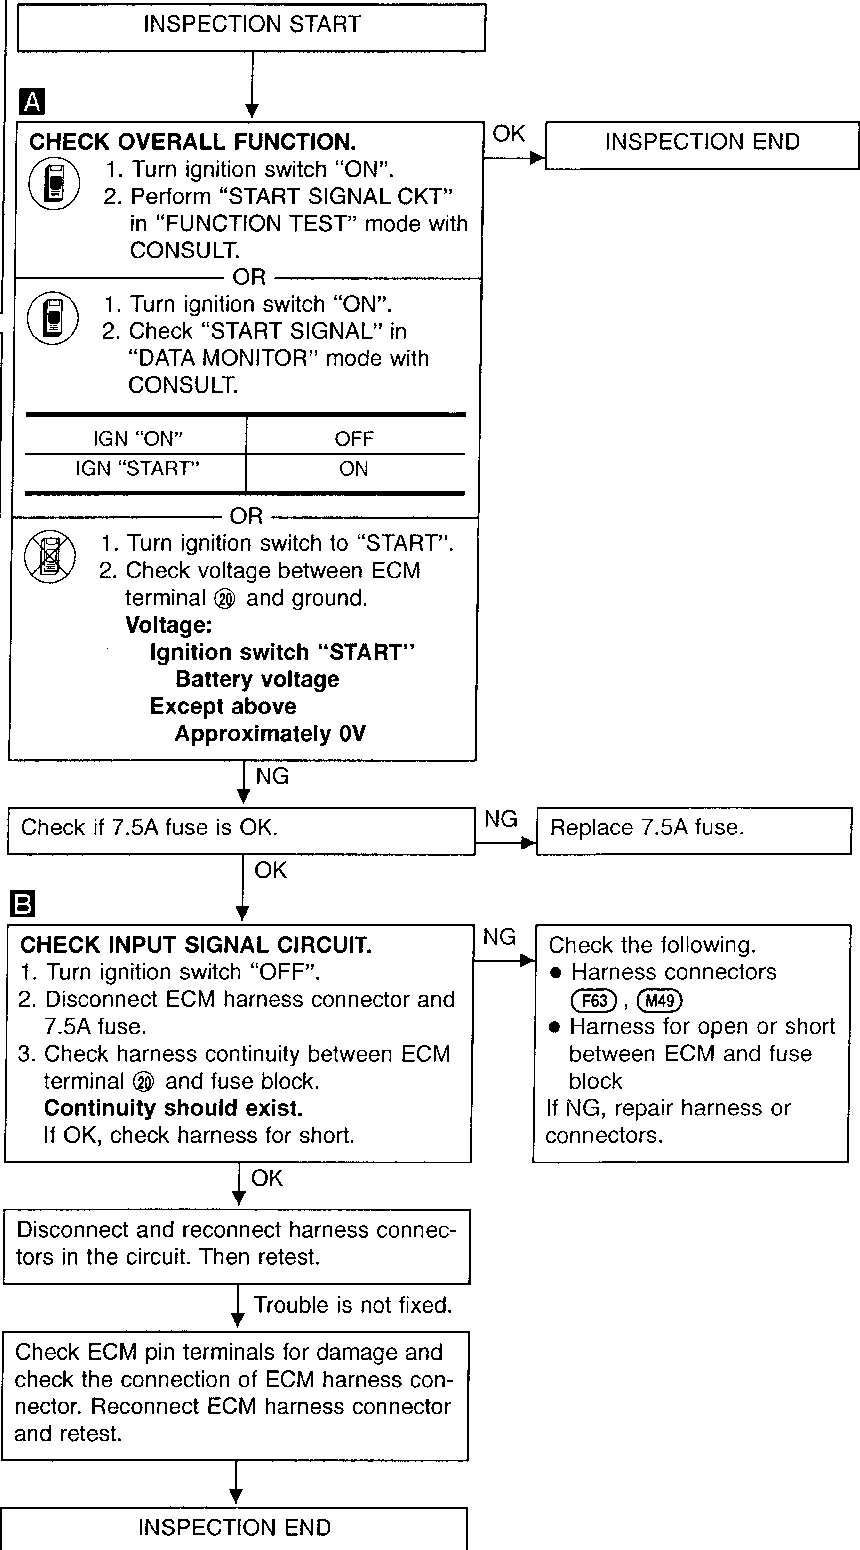 INSPECTION START
A
CHECK OVERALL FUNCTION.
1. Turn ignition switch “ON”.
2. Perform “START SIGNAL CKT”
in “FUNCTION TEST” mode with
CONSULT.
OR
1. Turn ignition switch “ON”.
2. Check “START SIGNAL” in
“DATA MONITOR” mode with
CONSULT.
IGN “ON” OFF
IGN “START” ON
OR
1. Turn ignition switch to “START”.
2. Check voltage between ECM
terminal ⑳ and ground.
Voltage:
Ignition switch “START”
Battery voltage
Except above
Approximately 0V
OK
INSPECTION END
NG
Check if 7.5A fuse is OK.
NG
Replace 7.5A fuse.
OK
B
CHECK INPUT SIGNAL CIRCUIT.
1. Turn ignition switch “OFF”.
2. Disconnect ECM harness connector and
7.5A fuse.
3. Check harness continuity between ECM
terminal ⑳ and fuse block.
Continuity should exist.
If OK, check harness for short.
NG
Check the following.
● Harness connectors
F63 , M49
● Harness for open or short
between ECM and fuse
block
If NG, repair harness or
connectors.
OK
Disconnect and reconnect harness connec-
tors in the circuit. Then retest.
Trouble is not fixed.
Check ECM pin terminals for damage and
check the connection of ECM harness con-
nector. Reconnect ECM harness connector
and retest.
INSPECTION END